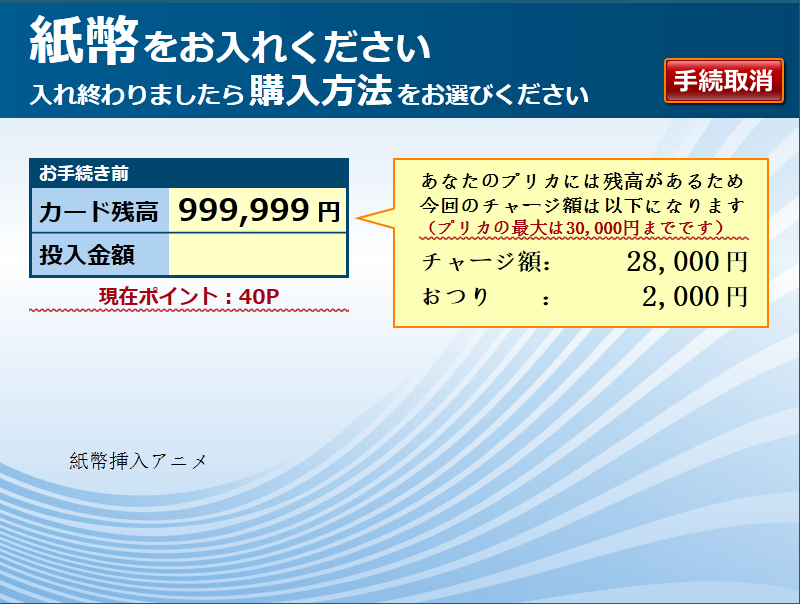 紙幣をお入れください
入れ終わりましたら購入方法をお選びください
手続取消
お手続き前
カード残高 999,999 円
投入金額
現在ポイント：40P
あなたのプリカには残高があるため
今回のチャージ額は以下になります
（プリカの最大は30,000円までです）
チャージ額： 28,000 円
おつり ： 2,000 円
紙幣挿入アニメ